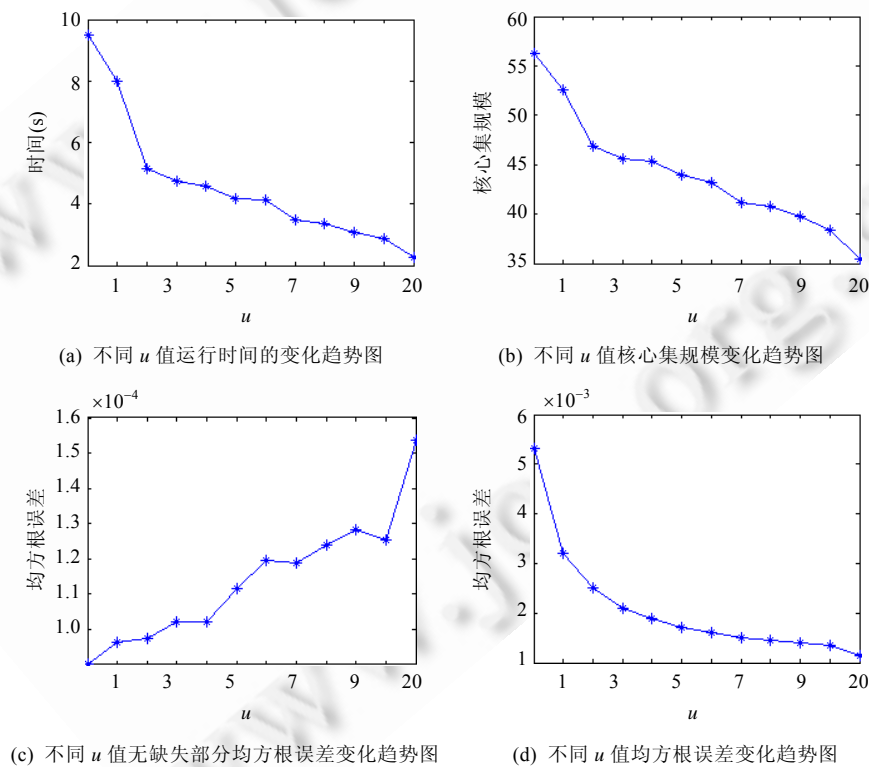 10
8
6
4
2
时间(s)
1 3 5 7 9 20
u
(a) 不同 u 值运行时间的变化趋势图
60
55
50
45
40
35
核心集规模
1 3 5 7 9 20
u
(b) 不同 u 值核心集规模变化趋势图
×10⁻⁴
1.6
1.5
1.4
1.3
1.2
1.1
1.0
均方根误差
1 3 5 7 9 20
u
(c) 不同 u 值无缺失部分均方根误差变化趋势图
×10⁻³
6
5
4
3
2
1
均方根误差
1 3 5 7 9 20
u
(d) 不同 u 值均方根误差变化趋势图